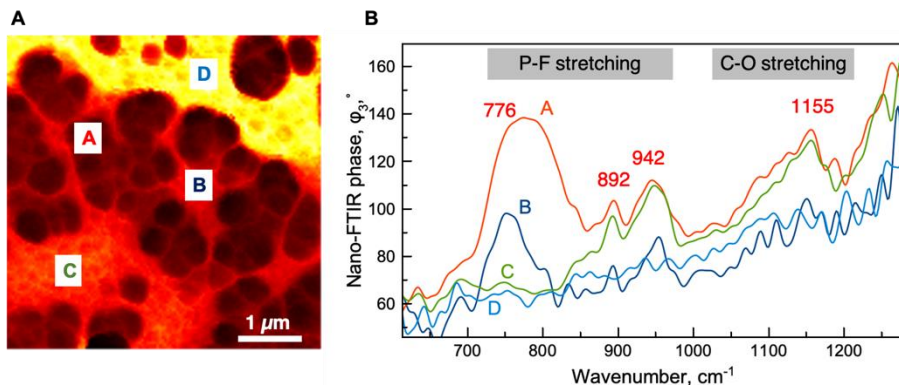 A
D
A
B
C
1 µm
B
P-F stretching
C-O stretching
160
140
120
100
80
60
Nano-FTIR phase, φ3,°
776
A
892
942
1155
B
C
D
700
800
900
1000
1100
1200
Wavenumber, cm-1